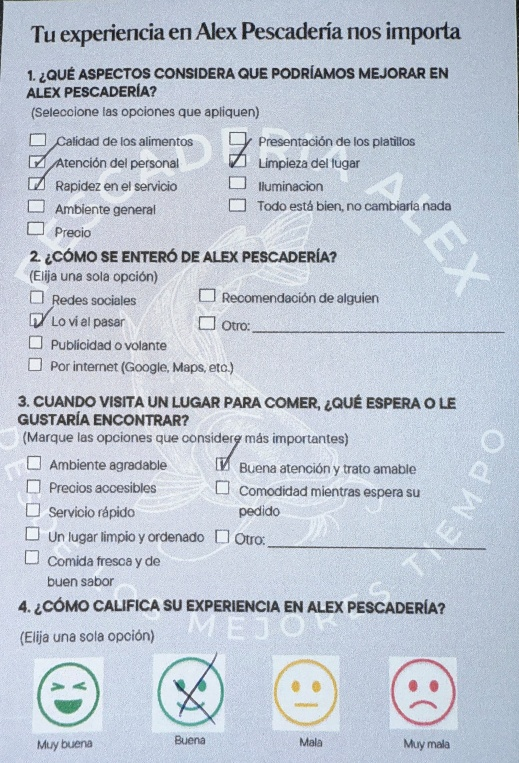 Tu experiencia en Alex Pescadería nos importa
1. ¿QUÉ ASPECTOS CONSIDERA QUE PODRÍAMOS MEJORAR EN
ALEX PESCADERÍA?
(Seleccione las opciones que apliquen)
Calidad de los alimentos
Atención del personal
Rapidez en el servicio
Ambiente general
Precio
Presentación de los platillos
Limpieza del lugar
Iluminacion
Todo está bien, no cambiaría nada
2. ¿CÓMO SE ENTERÓ DE ALEX PESCADERÍA?
(Elija una sola opción)
Redes sociales
Lo ví al pasar
Publicidad o volante
Por internet (Google, Maps, etc.)
Recomendación de alguien
Otro:
3. CUANDO VISITA UN LUGAR PARA COMER, ¿QUÉ ESPERA O LE
GUSTARÍA ENCONTRAR?
(Marque las opciones que considere más importantes)
Ambiente agradable
Precios accesibles
Servicio rápido
Un lugar limpio y ordenado
Comida fresca y de
buen sabor
Buena atención y trato amable
Comodidad mientras espera su
pedido
Otro:
4. ¿CÓMO CALIFICA SU EXPERIENCIA EN ALEX PESCADERÍA?
(Elija una sola opción)
Muy buena
Buena
Mala
Muy mala
PESCADERIA ALEX
LOS MEJORES TIEMPO